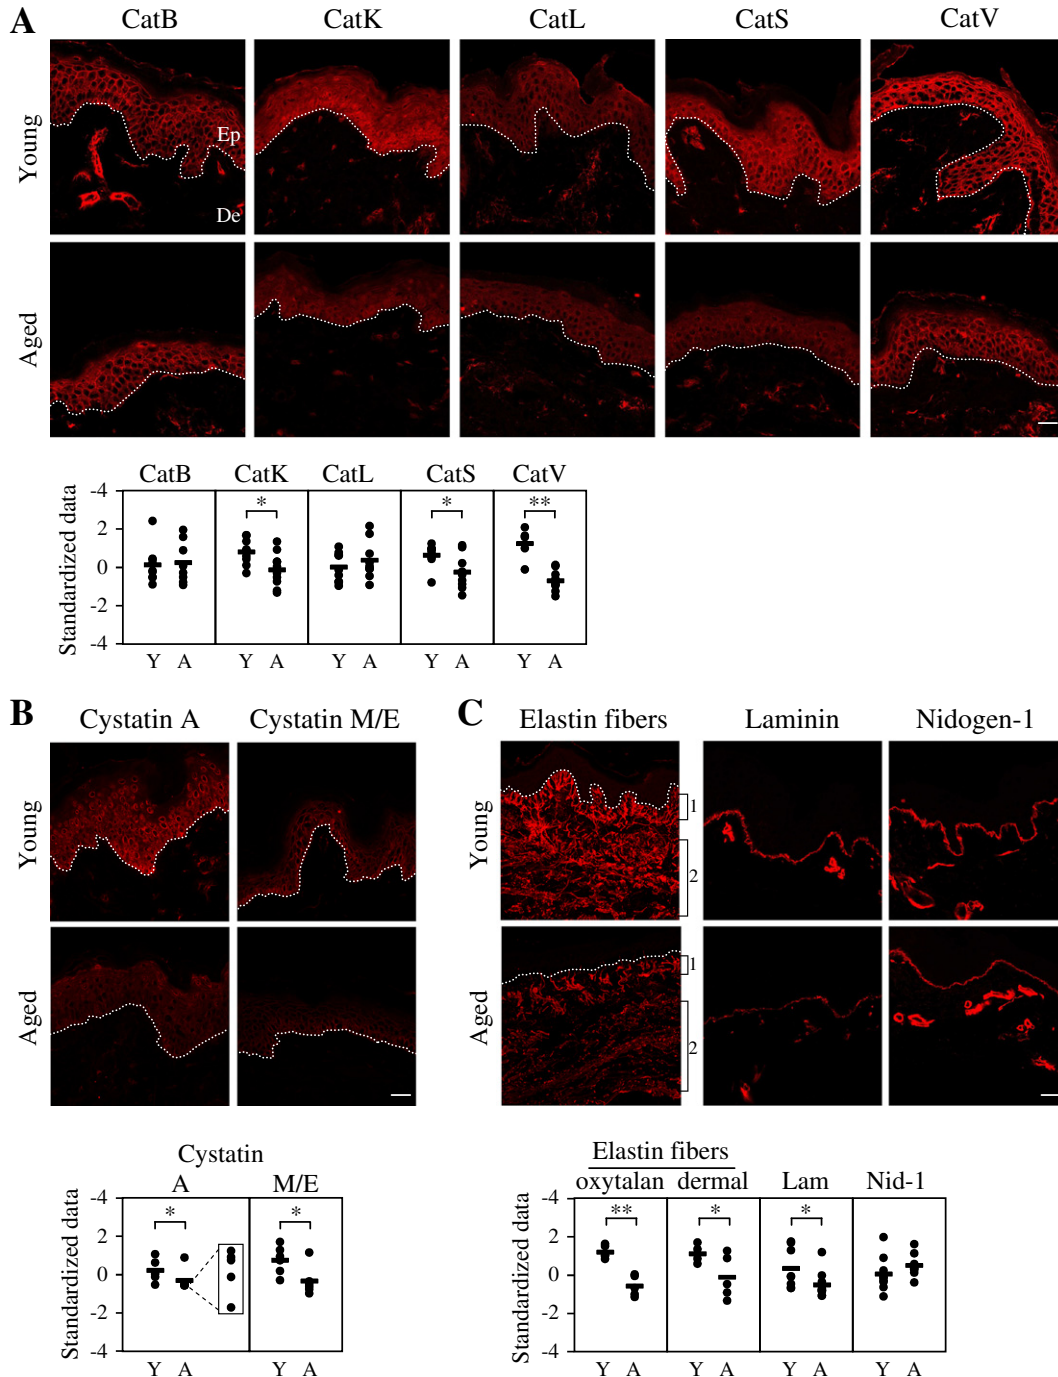 A
CatB CatK CatL CatS CatV
Young
Ep
De
Aged
CatB CatK CatL CatS CatV
Standardized data
-4
2
0
-2
-4
* * **
Y A Y A Y A Y A Y A
B
Cystatin A Cystatin M/E
Young
Aged
C
Elastin fibers Laminin Nidogen-1
Young
1
2
Aged
1
2
Cystatin
A M/E
Standardized data
-4
2
0
-2
-4
* *
Y A Y A
Elastin fibers
oxytalan dermal Lam Nid-1
Standardized data
-4
2
0
-2
-4
** * *
Y A Y A Y A Y A